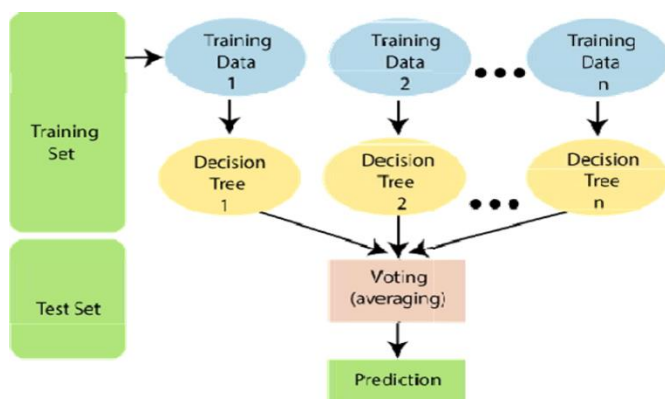 Training
Set
Test Set
Training
Data
1
Training
Data
2
Training
Data
n
Decision
Tree
1
Decision
Tree
2
Decision
Tree
n
Voting
(averaging)
Prediction